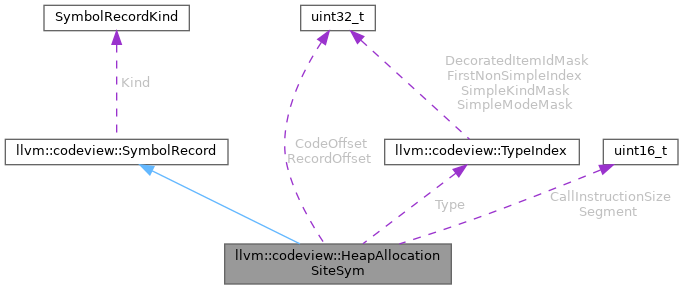 SymbolRecordKind
uint32_t
Kind
DecoratedItemIdMask
FirstNonSimpleIndex
SimpleKindMask
SimpleModeMask
llvm::codeview::SymbolRecord
CodeOffset
RecordOffset
llvm::codeview::TypeIndex
uint16_t
Type
CallInstructionSize
Segment
llvm::codeview::HeapAllocation
SiteSym